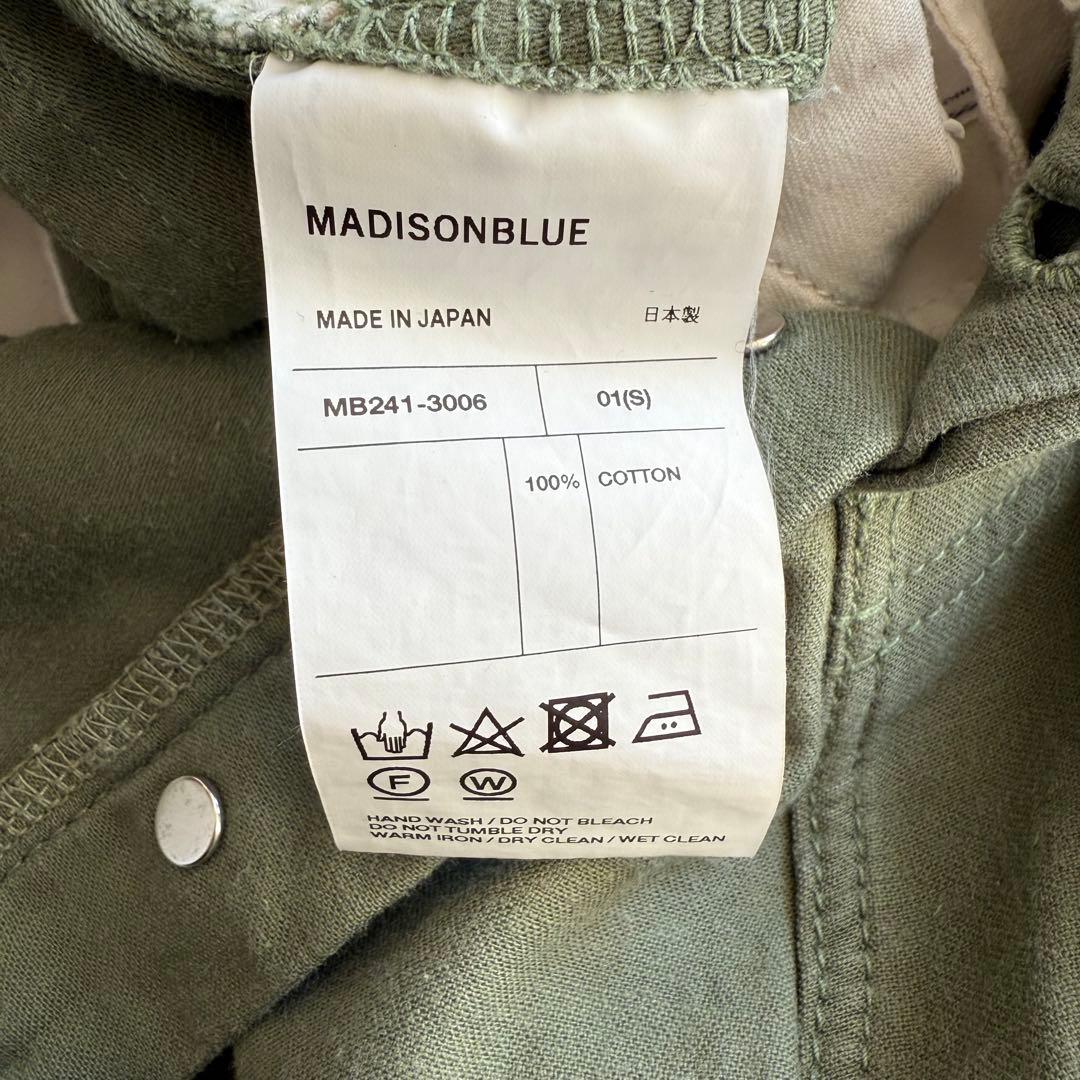 MADISONBLUE
MADE IN JAPAN 日本製
MB241-3006 01(S)
100% COTTON
F W
HAND WASH / DO NOT BLEACH
DO NOT TUMBLE DRY
WARM IRON / DRY CLEAN / WET CLEAN